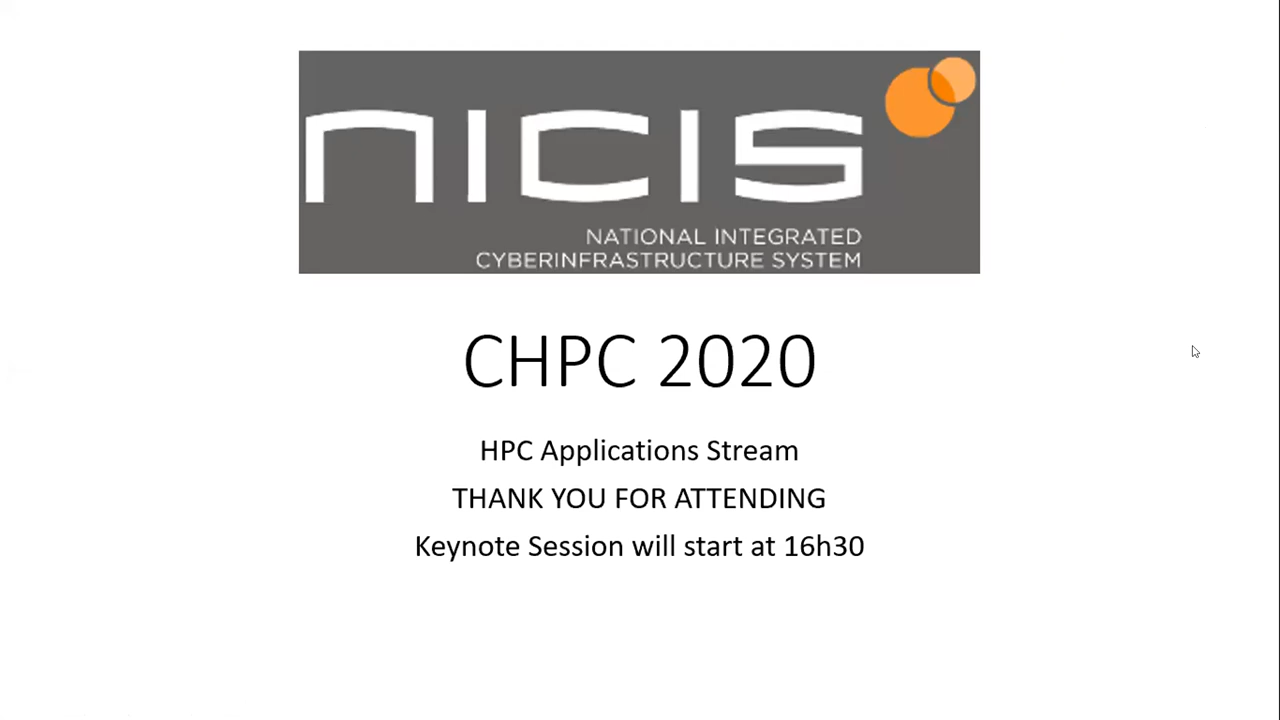 NICIS
NATIONAL INTEGRATED
CYBERINFRASTRUCTURE SYSTEM
CHPC 2020
HPC Applications Stream
THANK YOU FOR ATTENDING
Keynote Session will start at 16h30